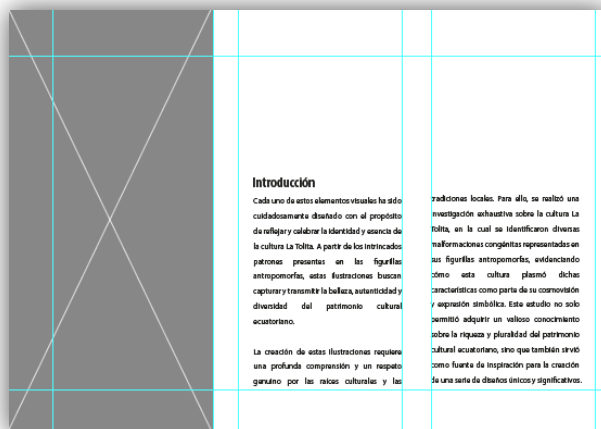 Introducción
Cada uno de estos elementos visuales ha sido
cuidadosamente diseñado con el propósito
de reflejar y celebrar la identidad y esencia de
la cultura La Tolita. A partir de los intrincados
patrones presentes en las figurillas
antropomorfas, estas ilustraciones buscan
capturar y transmitir la belleza, autenticidad y
diversidad del patrimonio cultural
ecuatoriano.
La creación de estas ilustraciones requiere
una profunda comprensión y un respeto
genuino por las raíces culturales y las
tradiciones locales. Para ello, se realizó una
investigación exhaustiva sobre la cultura La
Tolita, en la cual se identificaron diversas
malformaciones congénitas representadas en
sus figurillas antropomorfas, evidenciando
cómo esta cultura plasmó dichas
características como parte de su cosmovisión
y expresión simbólica. Este estudio no solo
permitió adquirir un valioso conocimiento
sobre la riqueza y pluralidad del patrimonio
cultural ecuatoriano, sino que también sirvió
como fuente de inspiración para la creación
de una serie de diseños únicos y significativos.